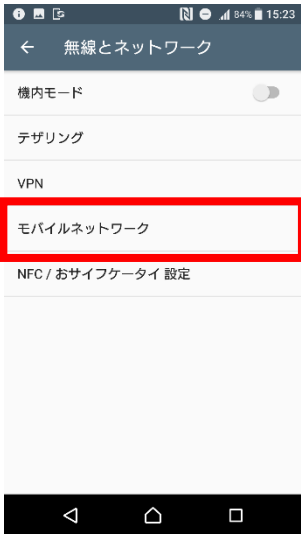 84% 15:23
無線とネットワーク
機内モード
テザリング
VPN
モバイルネットワーク
NFC / おサイフケータイ 設定